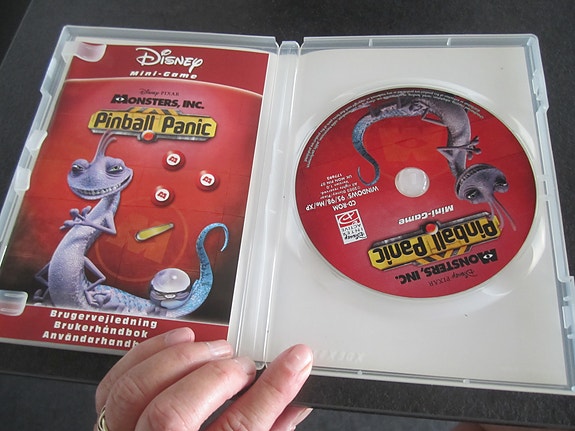 Disney
Mini-Game
Disney PIXAR
MONSTERS, INC.
Pinball Panic
Brugervejledning
Brukerhåndbok
Användarhandb
Disney PIXAR
MONSTERS, INC.
Pinball Panic
Mini-Game
CD-ROM
WINDOWS 95/98/Me/XP